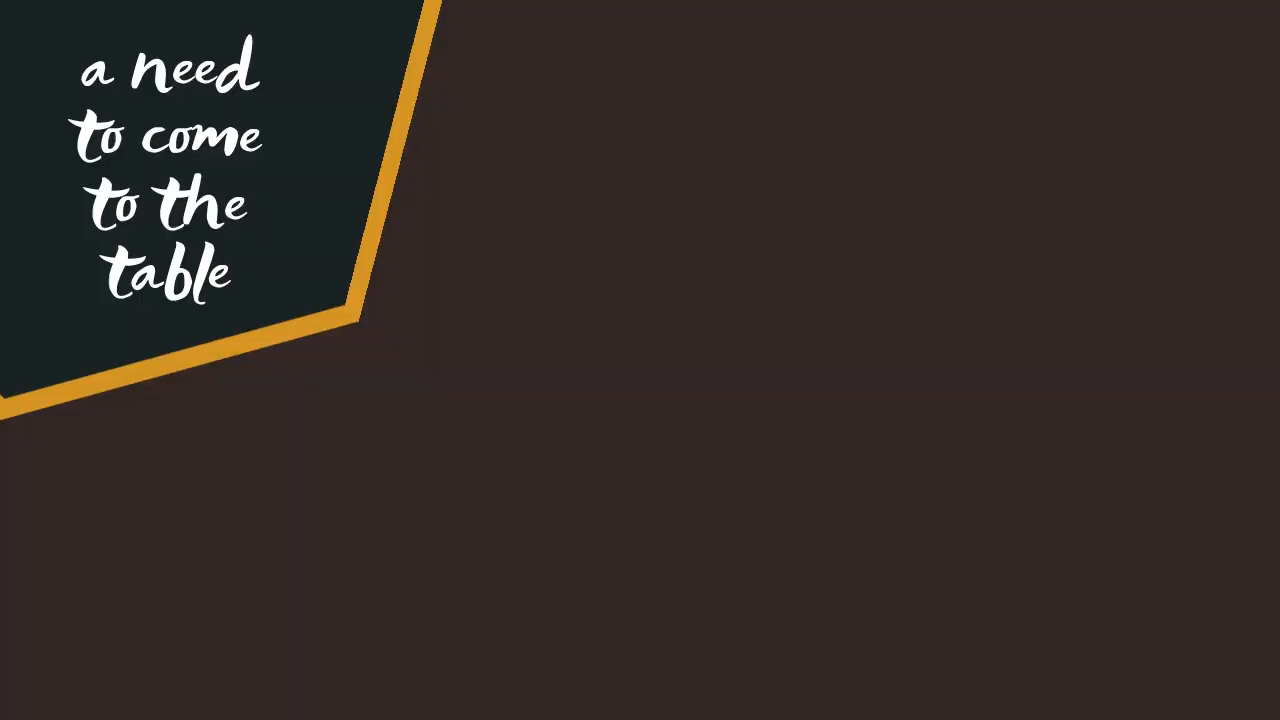 a need
to come
to the
table